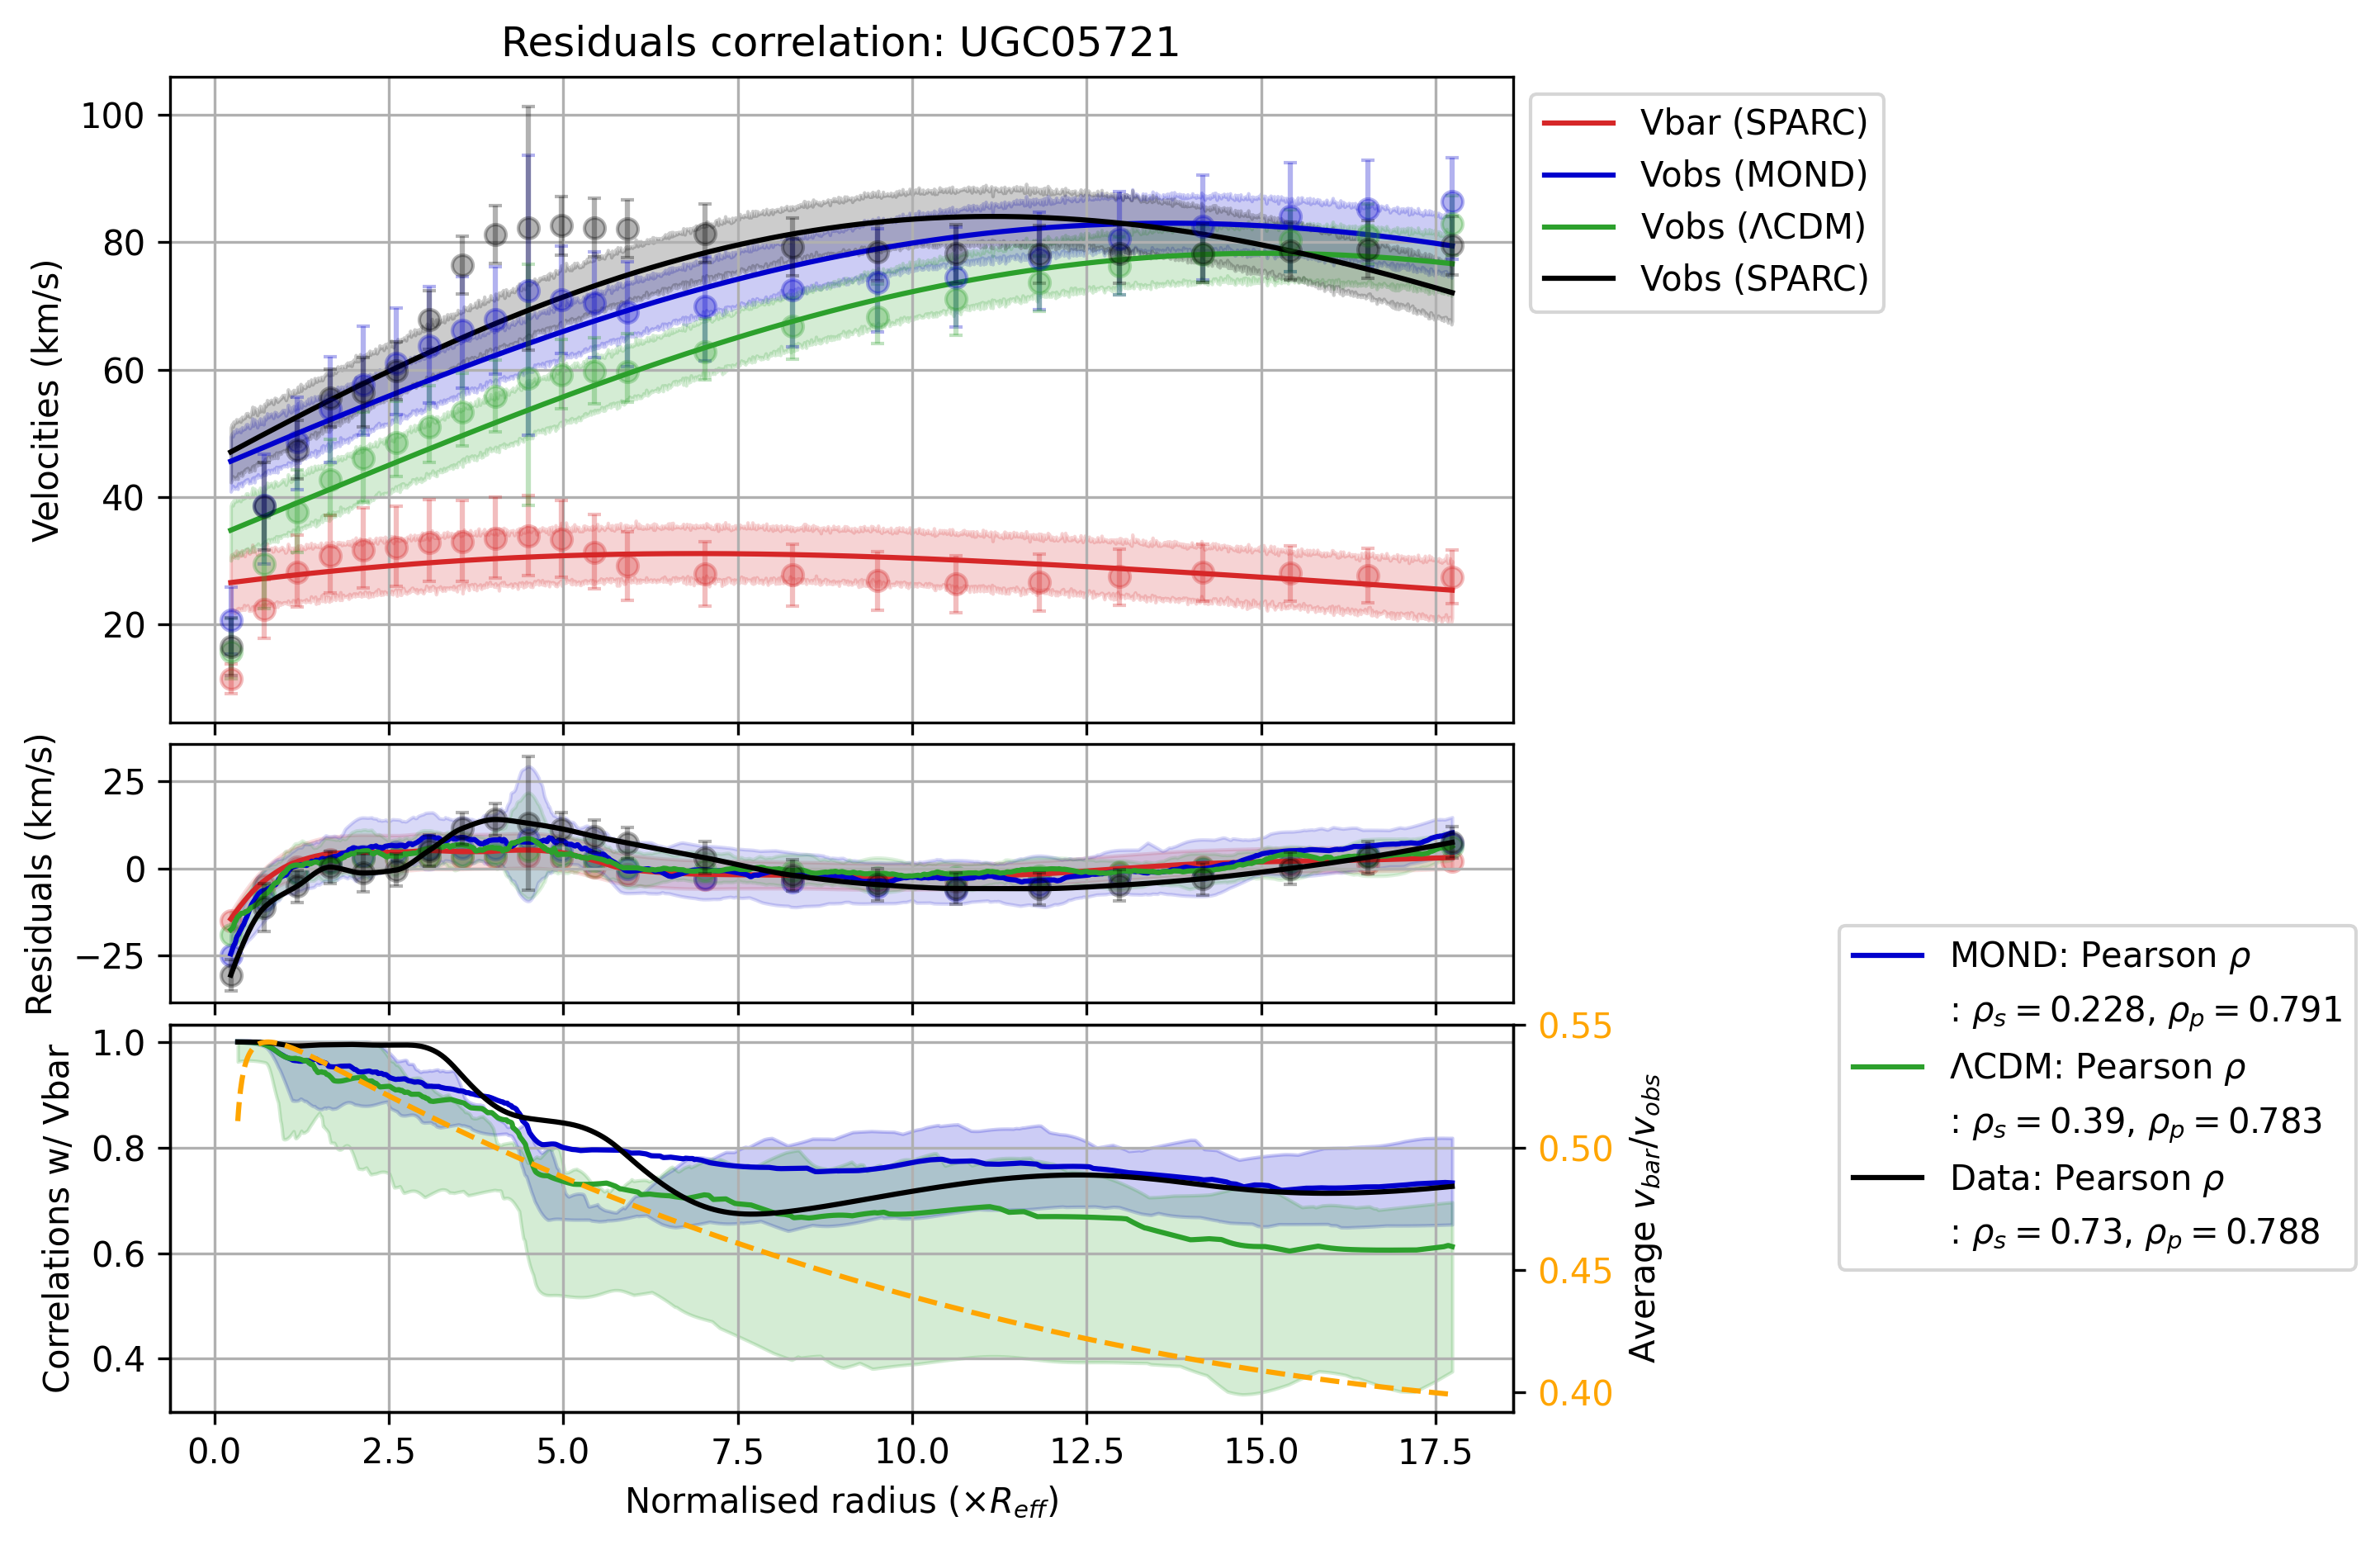 Residuals correlation: UGC05721
Velocities (km/s)
100
80
60
40
20
Vbar (SPARC)
Vobs (MOND)
Vobs (ΛCDM)
Vobs (SPARC)
Residuals (km/s)
25
0
−25
Correlations w/ Vbar
1.0
0.8
0.6
0.4
0.55
0.50
0.45
0.40
Average v_bar/v_obs
MOND: Pearson ρ
: ρ_s = 0.228, ρ_p = 0.791
ΛCDM: Pearson ρ
: ρ_s = 0.39, ρ_p = 0.783
Data: Pearson ρ
: ρ_s = 0.73, ρ_p = 0.788
0.0 2.5 5.0 7.5 10.0 12.5 15.0 17.5
Normalised radius (×R_eff)